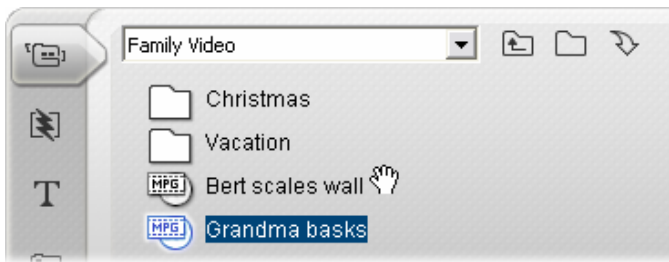 Family Video
Christmas
Vacation
T
MPG Bert scales wall
MPG Grandma basks